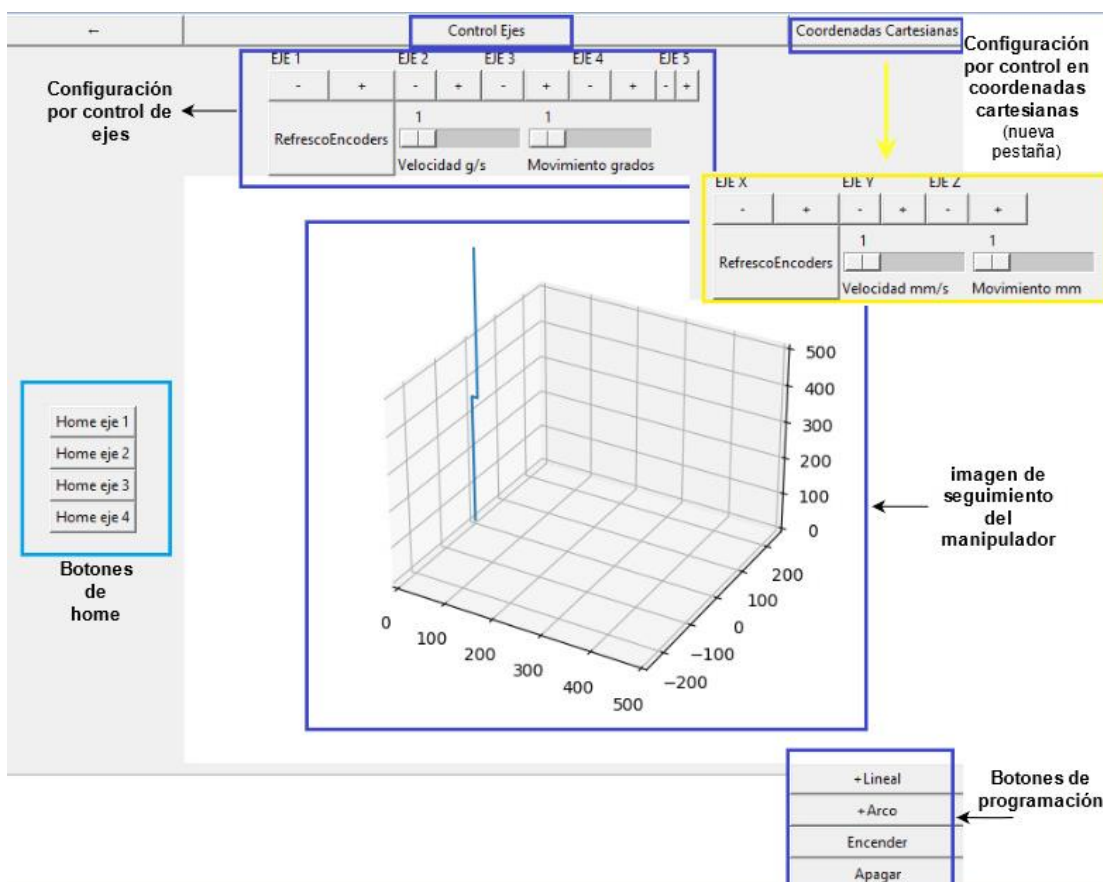 ←
Control Ejes
Coordenadas Cartesianas
Configuración
por control en
coordenadas
cartesianas
(nueva
pestaña)
Configuración
por control de
ejes
EJE 1 EJE 2 EJE 3 EJE 4 EJE 5
- + - + - + - + - +
1 1
RefrescoEncoders
Velocidad g/s Movimiento grados
EJE X EJE Y EJE Z
- + - + - +
1 1
RefrescoEncoders
Velocidad mm/s Movimiento mm
500
400
300
200
100
0
200
100
0
−100
−200
0
100
200
300
400
500
Home eje 1
Home eje 2
Home eje 3
Home eje 4
Botones
de
home
imagen de
seguimiento
del
manipulador
+Lineal
+Arco
Encender
Apagar
Botones de
programación